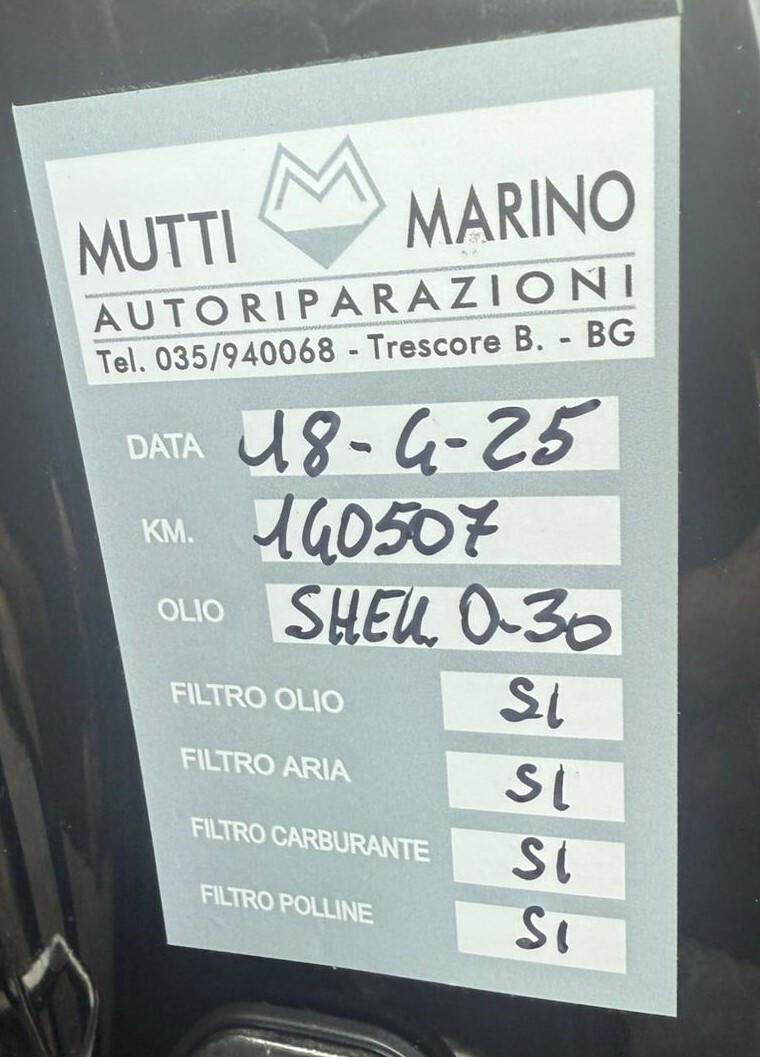 MUTTI MARINO
AUTORIPARAZIONI
Tel. 035/940068 - Trescore B. - BG
DATA 18-4-25
KM. 140507
OLIO SHELL 0-30
FILTRO OLIO SI
FILTRO ARIA SI
FILTRO CARBURANTE SI
FILTRO POLLINE SI